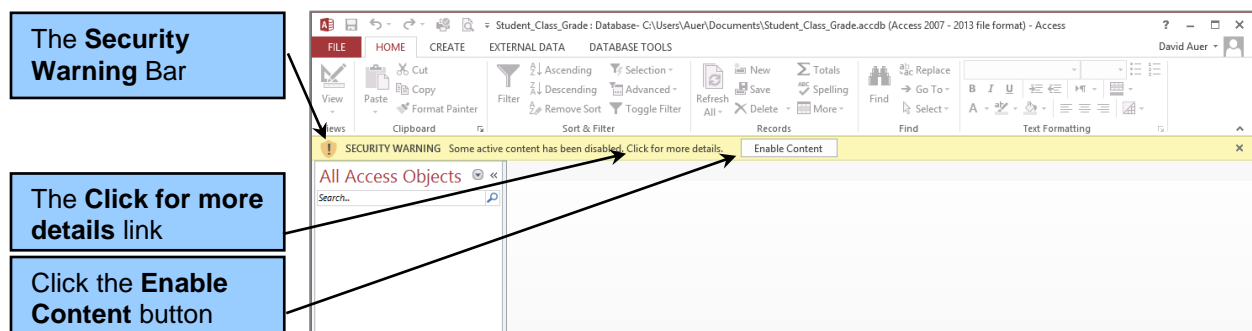 The Security
Warning Bar
The Click for more
details link
Click the Enable
Content button
Student_Class_Grade : Database- C:\Users\Auer\Documents\Student_Class_Grade.accdb (Access 2007 - 2013 file format) - Access
? – □ X
FILE HOME CREATE EXTERNAL DATA DATABASE TOOLS David Auer
View
Paste
Cut
Copy
Format Painter
Filter
Ascending
Descending
Remove Sort
Selection
Advanced
Toggle Filter
Refresh
All
New
Save
Delete
Totals
Spelling
More
Find
Replace
Go To
Select
B I U
A
Views Clipboard Sort & Filter Records Find Text Formatting
SECURITY WARNING Some active content has been disabled. Click for more details. Enable Content
All Access Objects
Search..